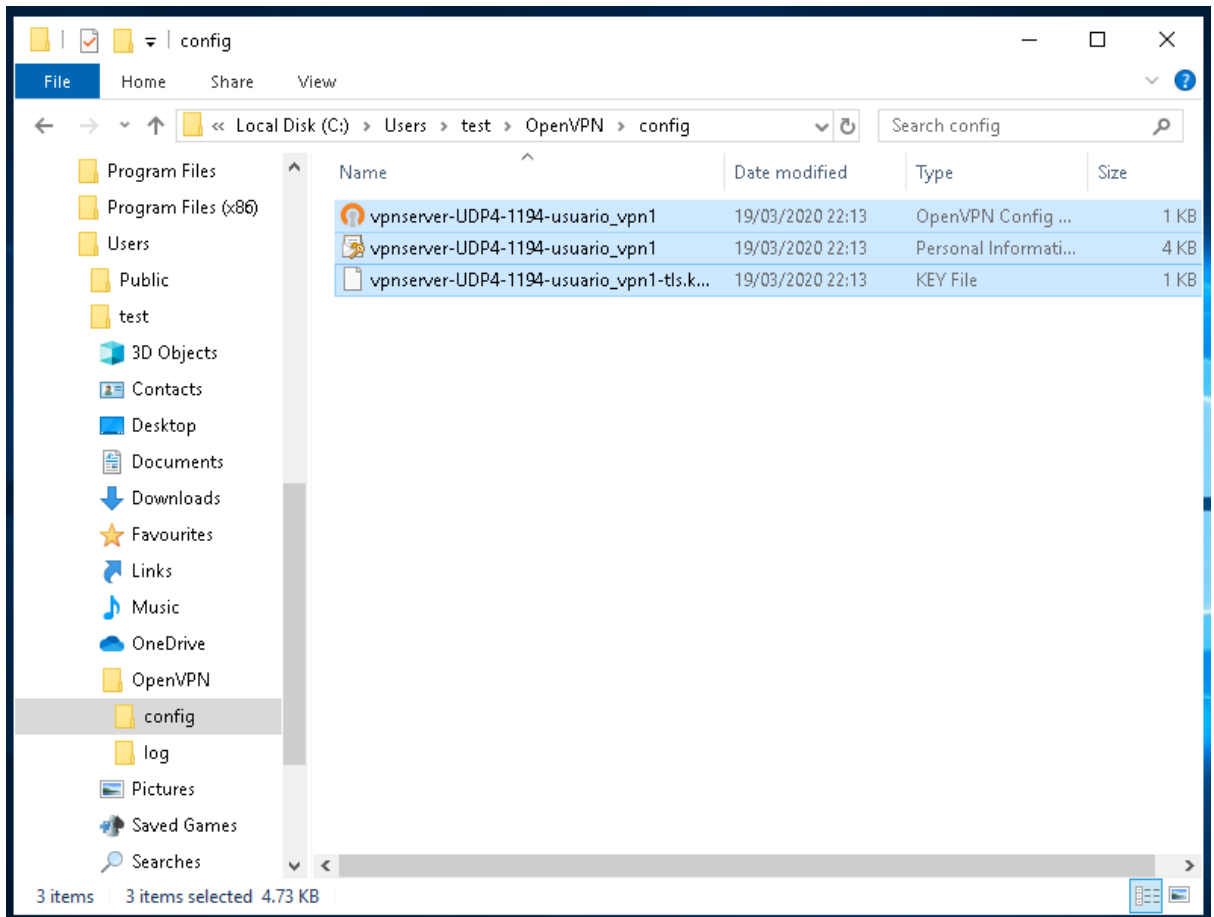 config
File Home Share View
« Local Disk (C:) > Users > test > OpenVPN > config
Search config
Program Files
Program Files (x86)
Users
Public
test
3D Objects
Contacts
Desktop
Documents
Downloads
Favourites
Links
Music
OneDrive
OpenVPN
config
log
Pictures
Saved Games
Searches
Name Date modified Type Size
vpnserver-UDP4-1194-usuario_vpn1 19/03/2020 22:13 OpenVPN Config ... 1 KB
vpnserver-UDP4-1194-usuario_vpn1 19/03/2020 22:13 Personal Informati... 4 KB
vpnserver-UDP4-1194-usuario_vpn1-tls.k... 19/03/2020 22:13 KEY File 1 KB
3 items 3 items selected 4.73 KB